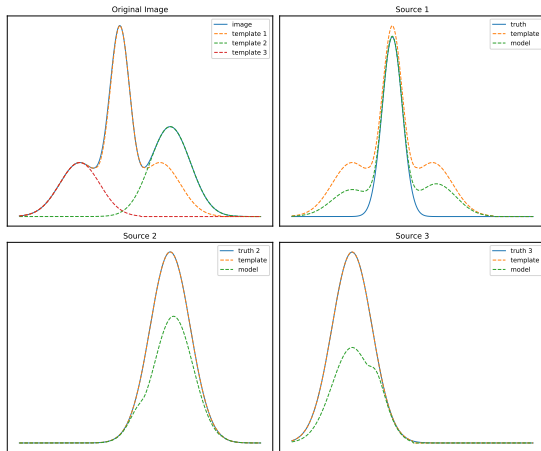 Original Image
image
template 1
template 2
template 3
Source 1
truth
template
model
Source 2
truth 2
template
model
Source 3
truth 3
template
model